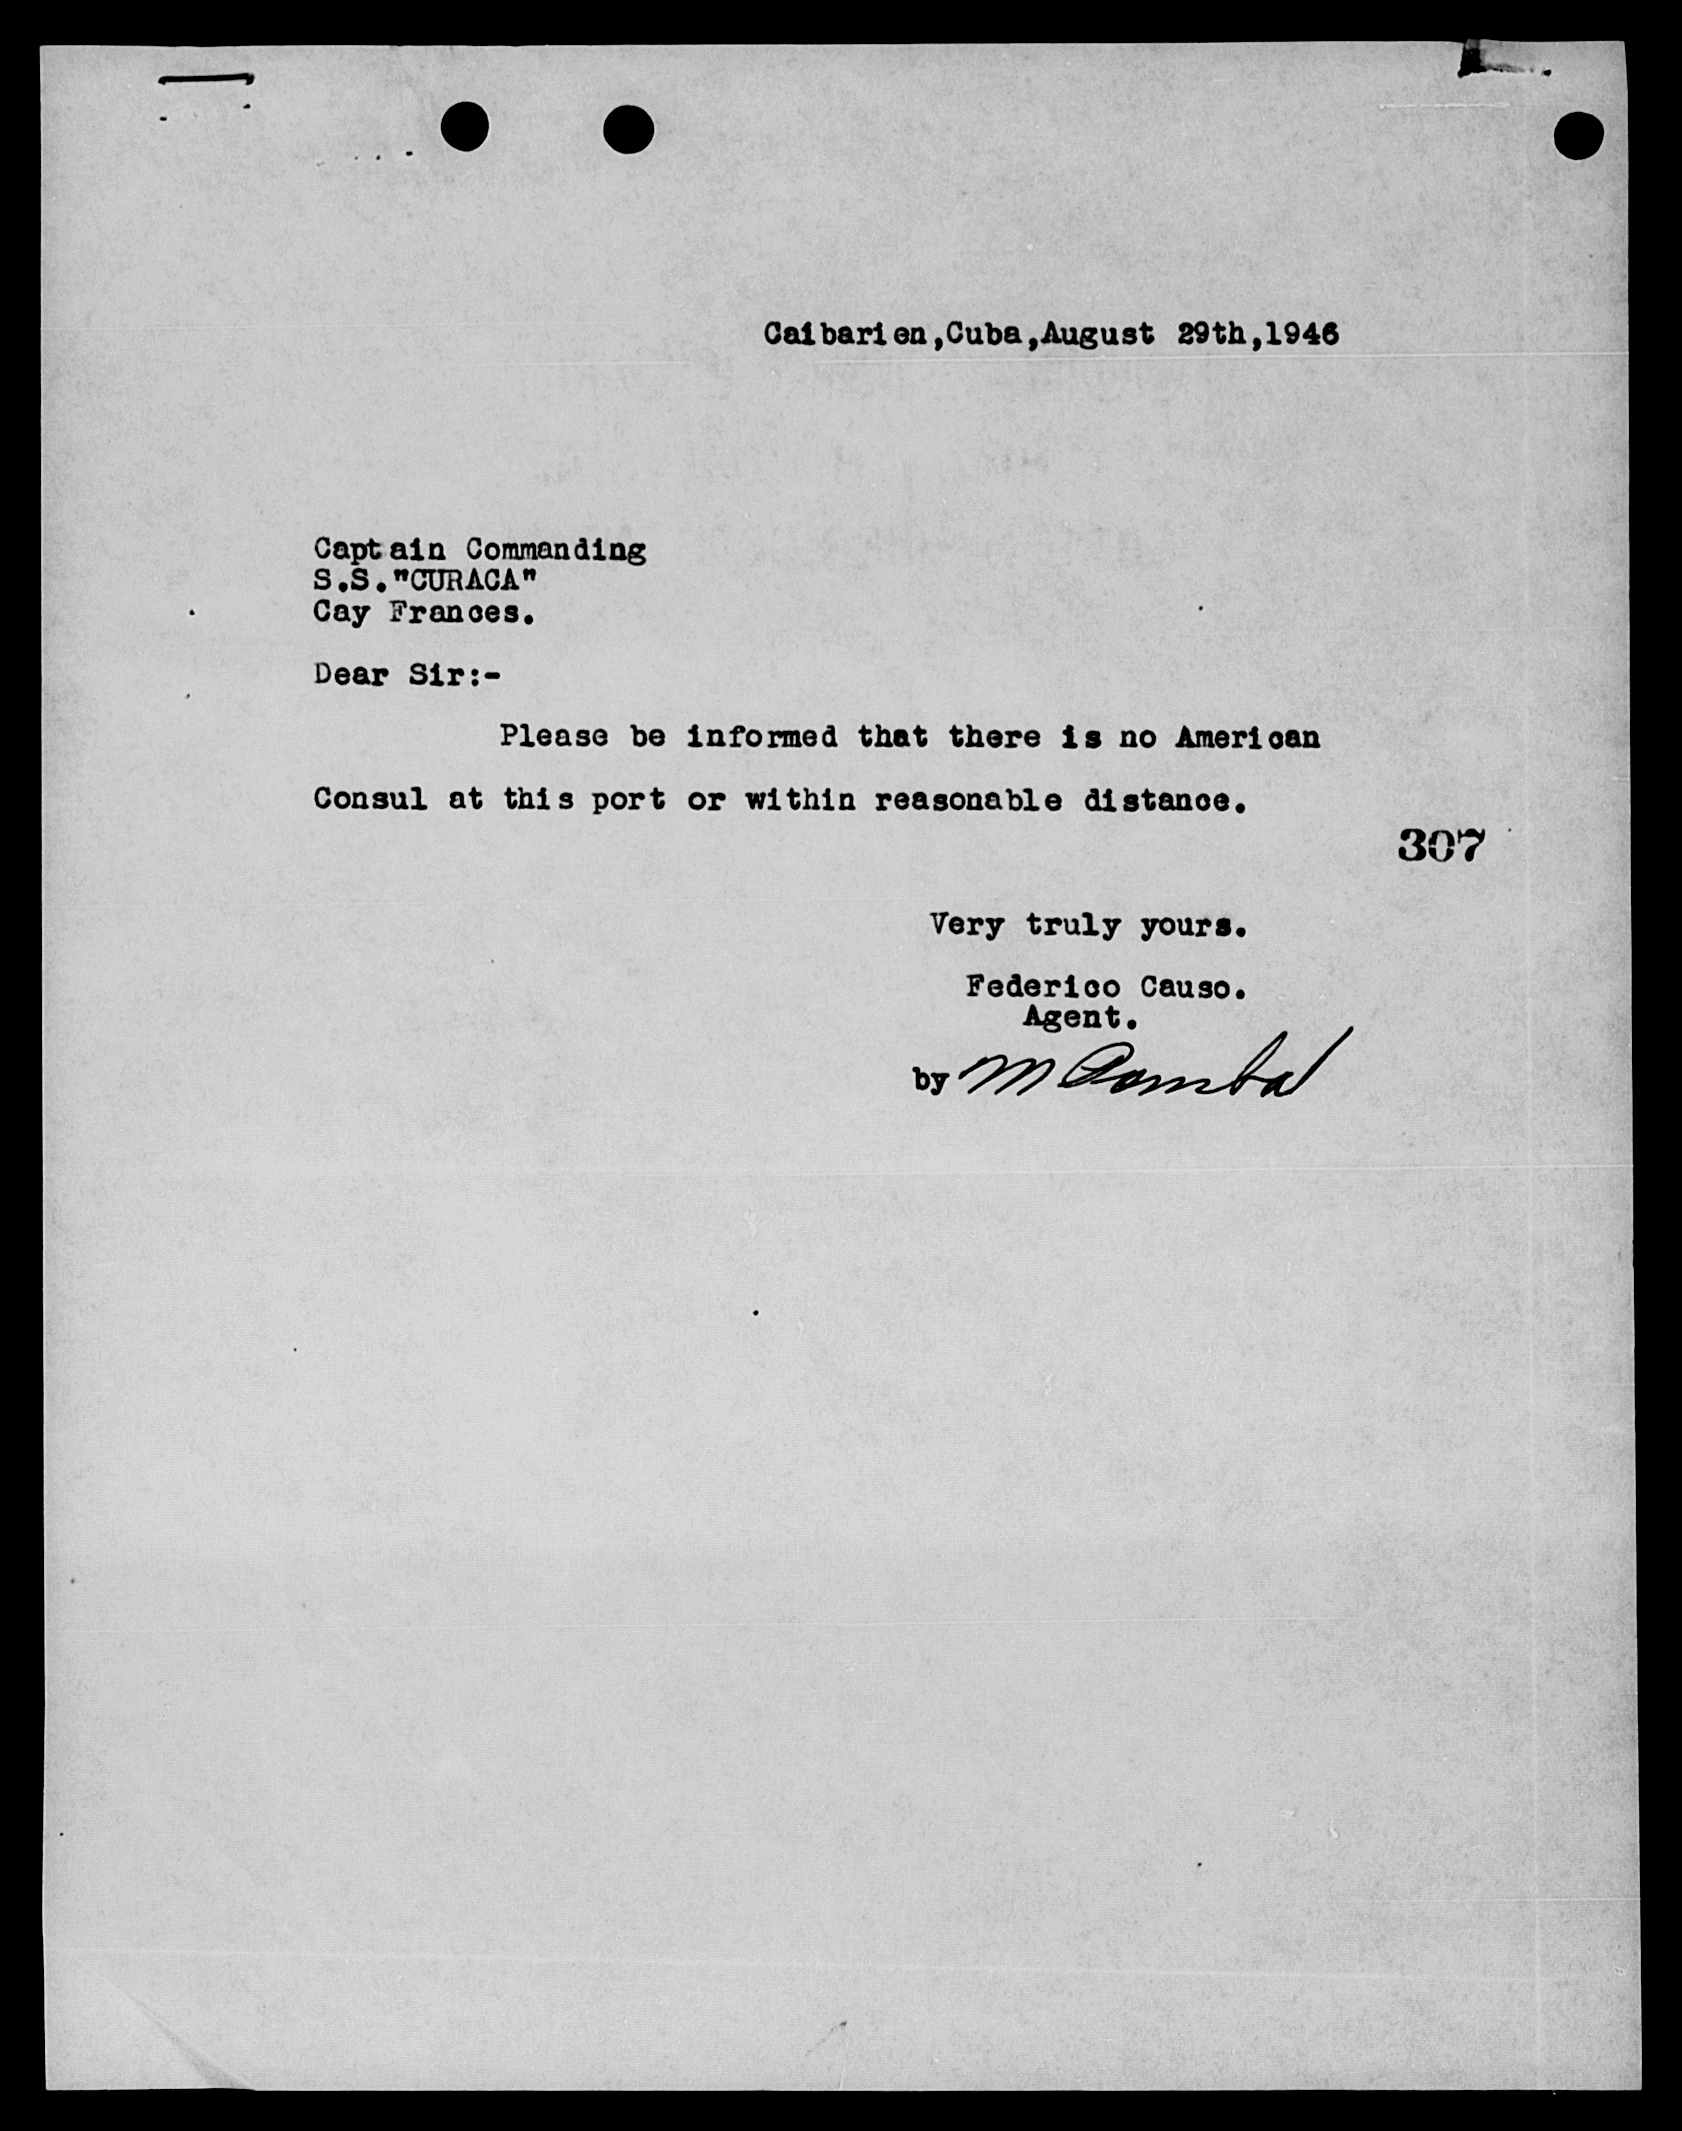 Caibarien,Cuba,August 29th,1946
Captain Commanding
S.S."CURACA"
Cay Frances.
Dear Sir:-
Please be informed that there is no American
Consul at this port or within reasonable distance.
307
Very truly yours.
Federico Causo.
Agent.
by M